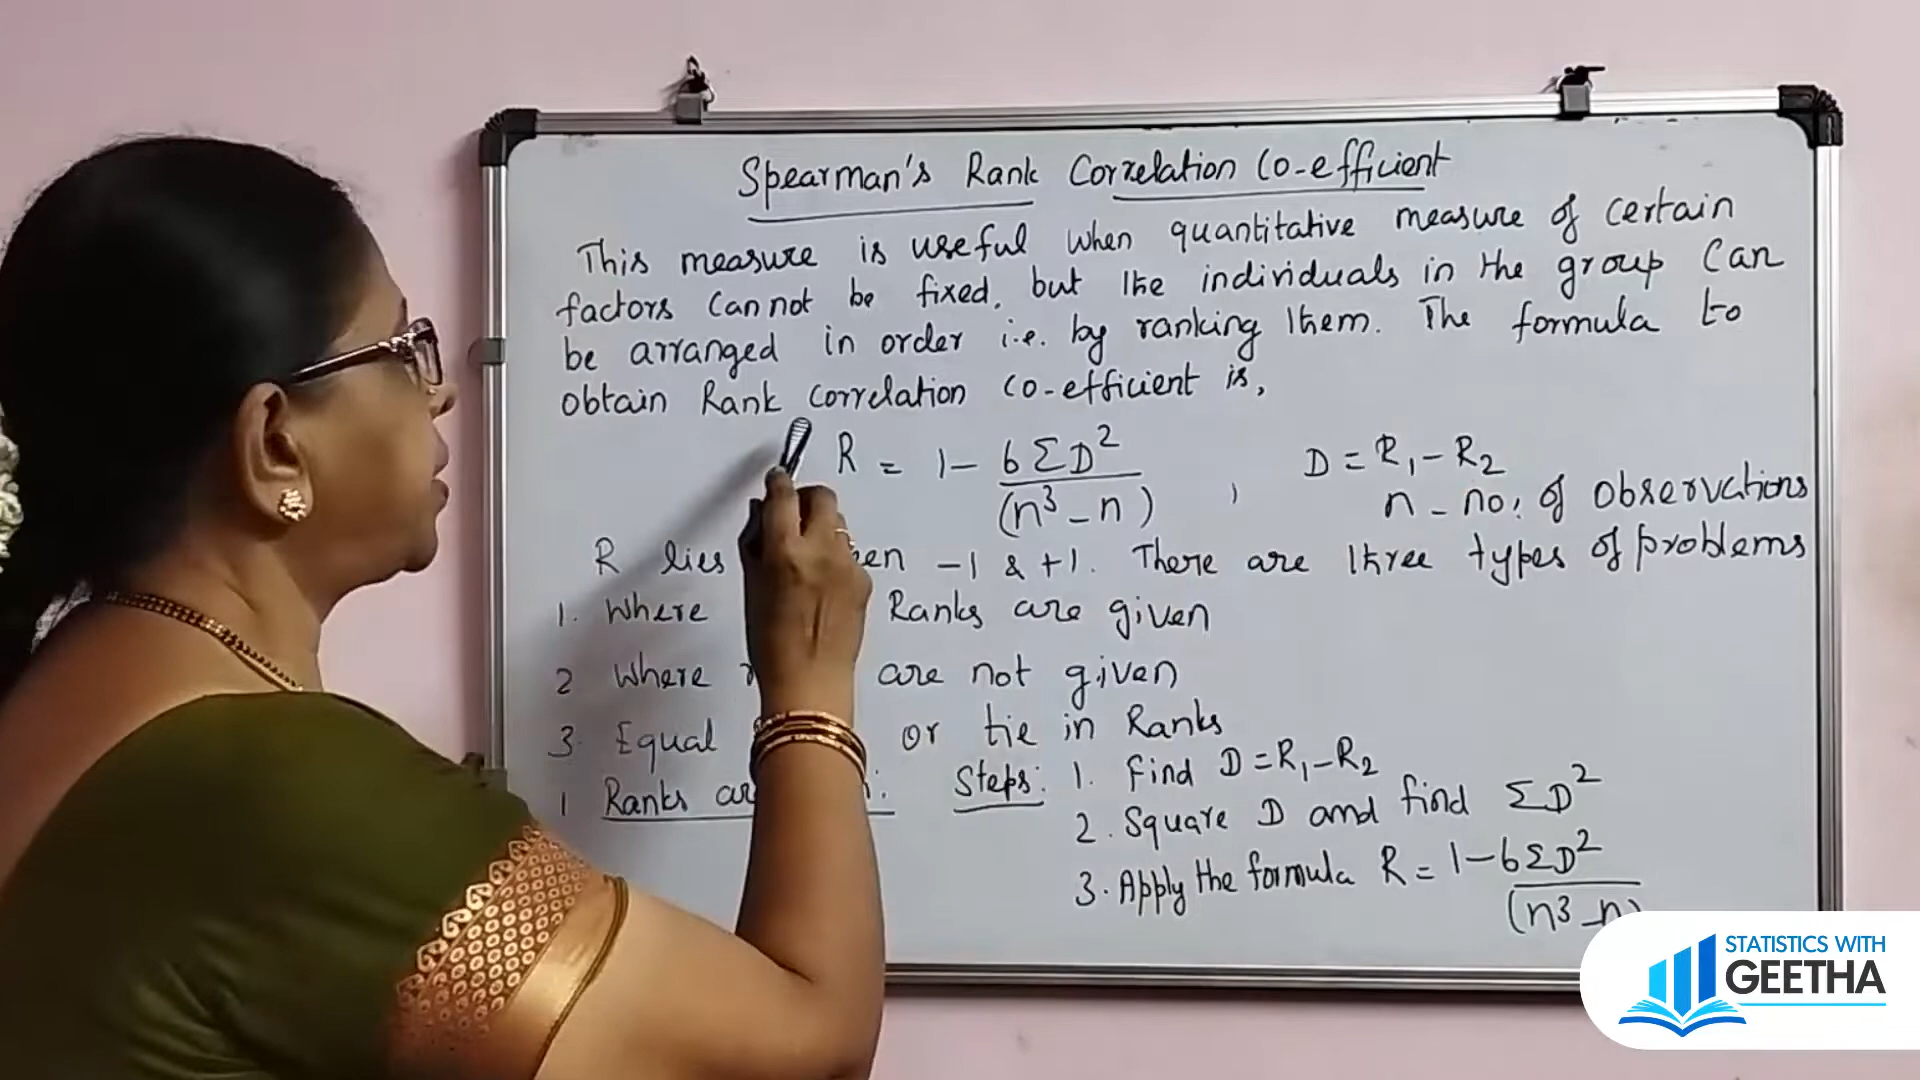 Spearman's Rank Correlation Co-efficient
This measure is useful when quantitative measure of certain
factors cannot be fixed, but the individuals in the group can
be arranged in order i.e. by ranking them. The formula to
obtain Rank correlation co-efficient is,
R = 1 - 6ΣD² / (n³ - n) , D = R₁ - R₂
n - no: of observations
R lies een -1 & +1. There are three types of problems
1. Where Ranks are given
2 Where are not given
3. Equal or tie in Ranks
1 Ranks Steps: 1. Find D = R₁ - R₂
2. Square D and find ΣD²
3. Apply the formula R = 1 - 6ΣD² / (n³ - n)
STATISTICS WITH
GEETHA